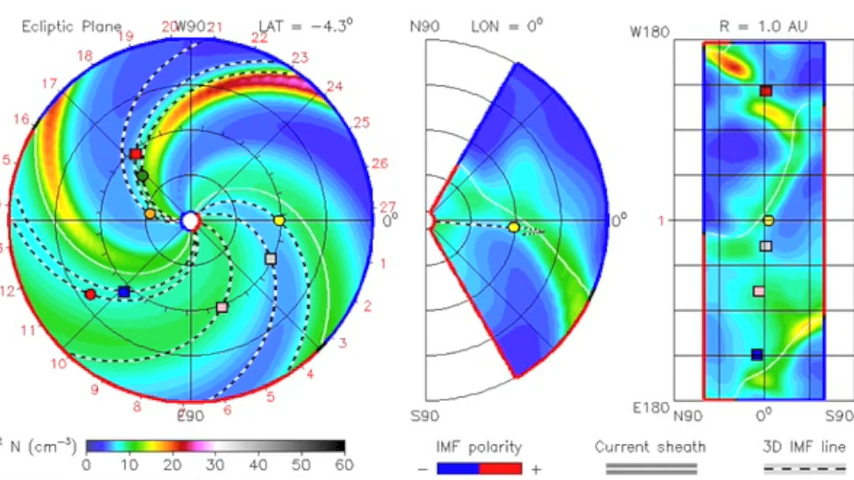 Ecliptic Plane W90 LAT = −4.3° N90 LON = 0° W180 R = 1.0 AU
20 21
19 22
18 23
17 24
16 25
5 26
27
0° 0° 1
1
12 2
11 3
10 4
9 5
8 6
E90 S90 E180 N90 0° S90
N (cm⁻³)
0 10 20 30 40 50 60
IMF polarity
− +
Current sheath
3D IMF line